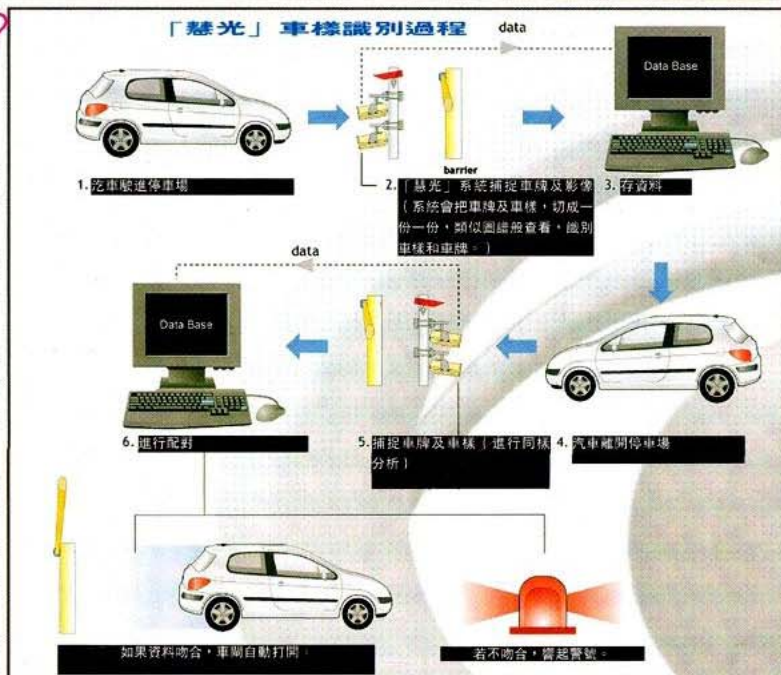 「慧光」車樣識別過程
data
Data Base
barrier
1. 汽車駛進停車場
2. 「慧光」系統捕捉車牌及影像
(系統會把車牌及車樣，切成一
份一份，類似圖譜般查看，識別
車樣和車牌。)
3. 存資料
data
Data Base
6. 進行配對
5. 捕捉車牌及車樣(進行同樣
分析)
4. 汽車離開停車場
如果資料吻合，車閘自動打開。
若不吻合，響起警號。